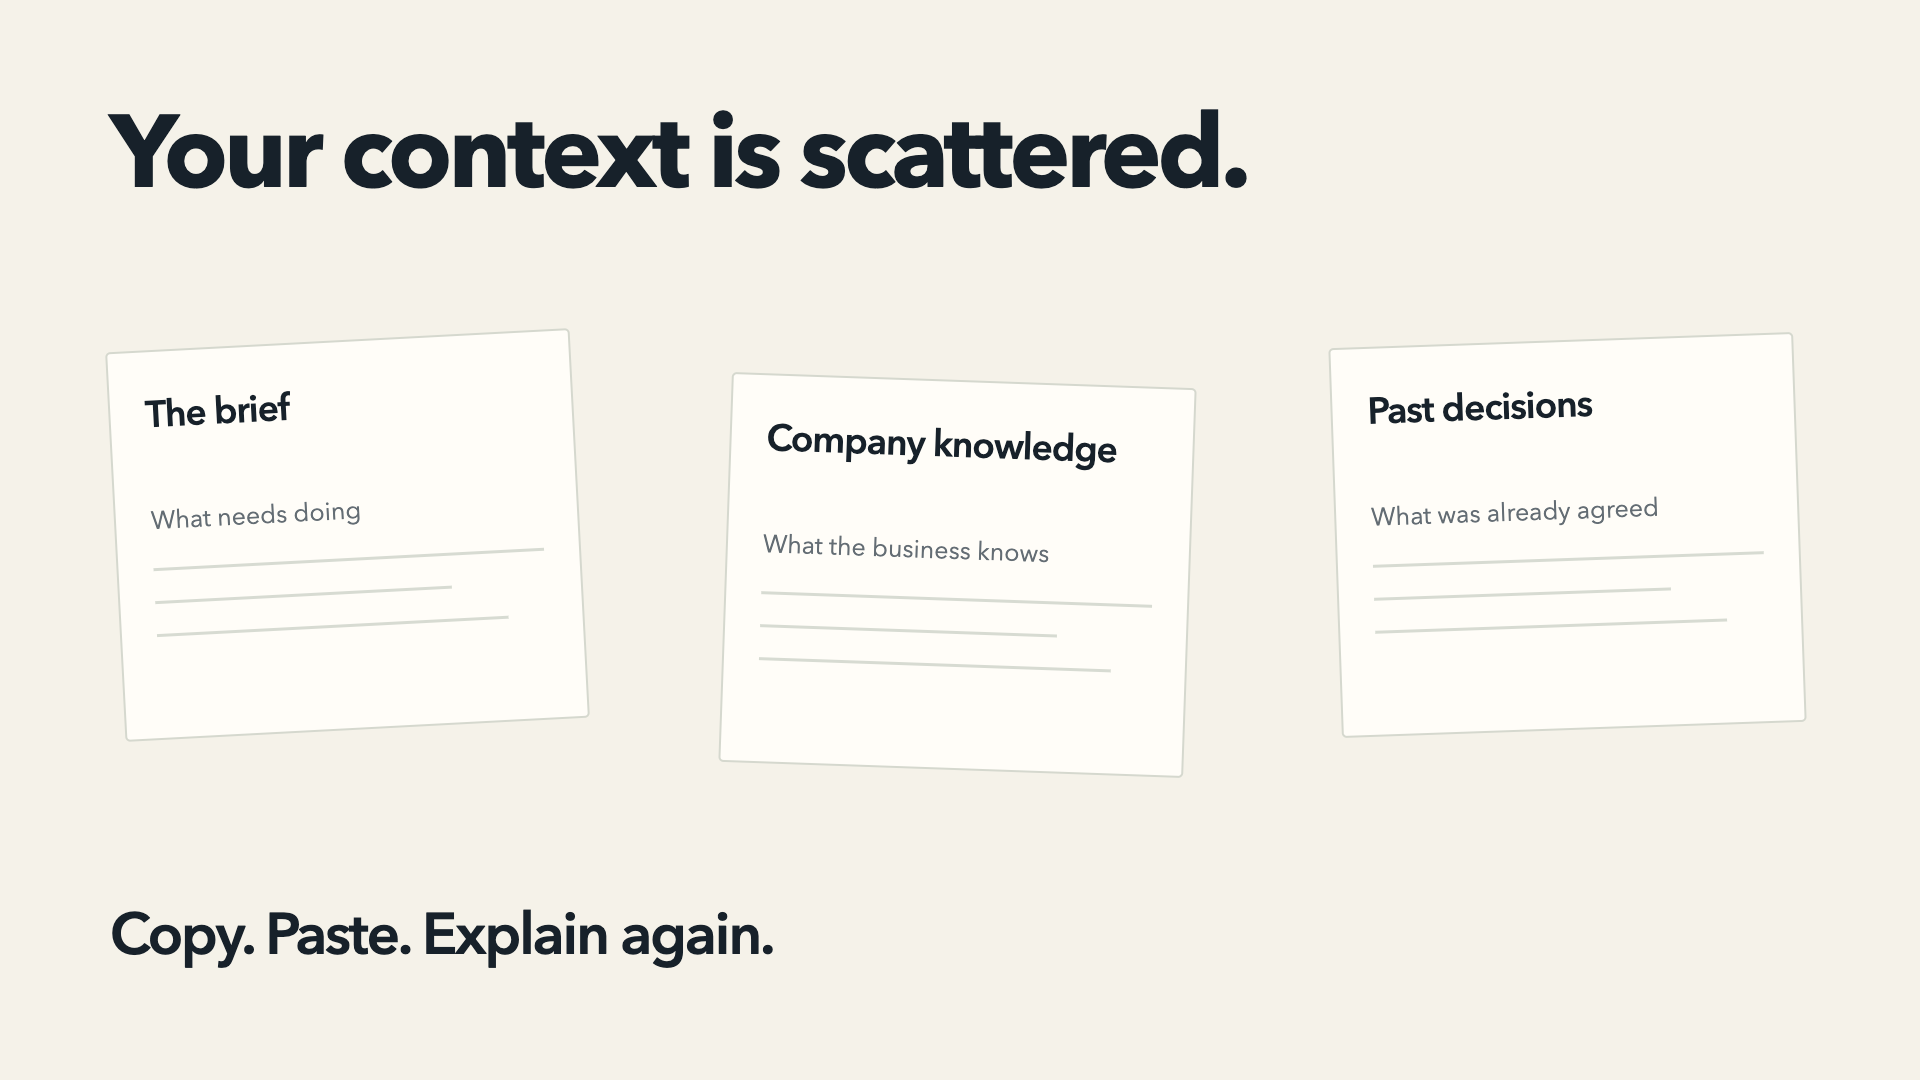 Your context is scattered.
The brief
What needs doing
Company knowledge
What the business knows
Past decisions
What was already agreed
Copy. Paste. Explain again.